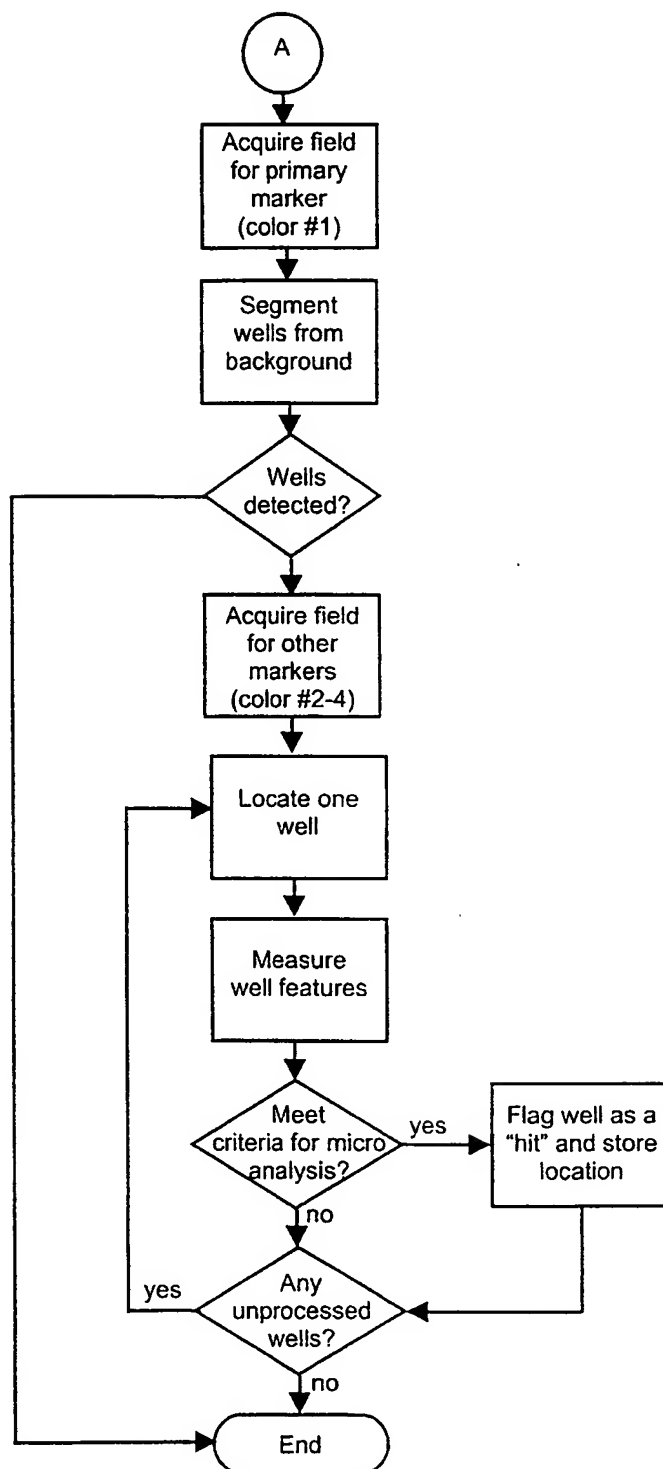 A
Acquire field
for primary
marker
(color #1)
Segment
wells from
background
Wells
detected?
Acquire field
for other
markers
(color #2-4)
Locate one
well
Measure
well features
Meet
criteria for micro
analysis?
yes
Flag well as a
"hit" and store
location
no
yes
Any
unprocessed
wells?
no
End